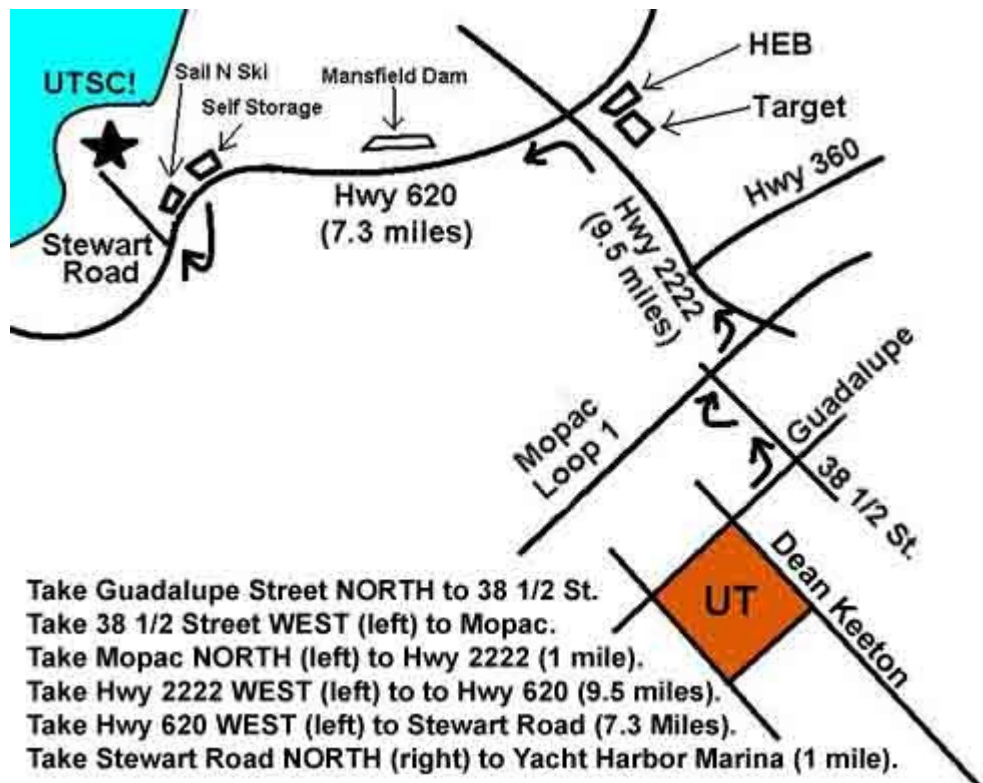 HEB
Sail N Ski
UTSC!
Mansfield Dam
Self Storage
Target
Hwy 360
Hwy 620
(7.3 miles)
Hwy 2222
(9.5 miles)
Stewart
Road
Guadalupe
Mopac
Loop 1
38 1/2 St.
Dean Keeton
UT
Take Guadalupe Street NORTH to 38 1/2 St.
Take 38 1/2 Street WEST (left) to Mopac.
Take Mopac NORTH (left) to Hwy 2222 (1 mile).
Take Hwy 2222 WEST (left) to to Hwy 620 (9.5 miles).
Take Hwy 620 WEST (left) to Stewart Road (7.3 Miles).
Take Stewart Road NORTH (right) to Yacht Harbor Marina (1 mile).